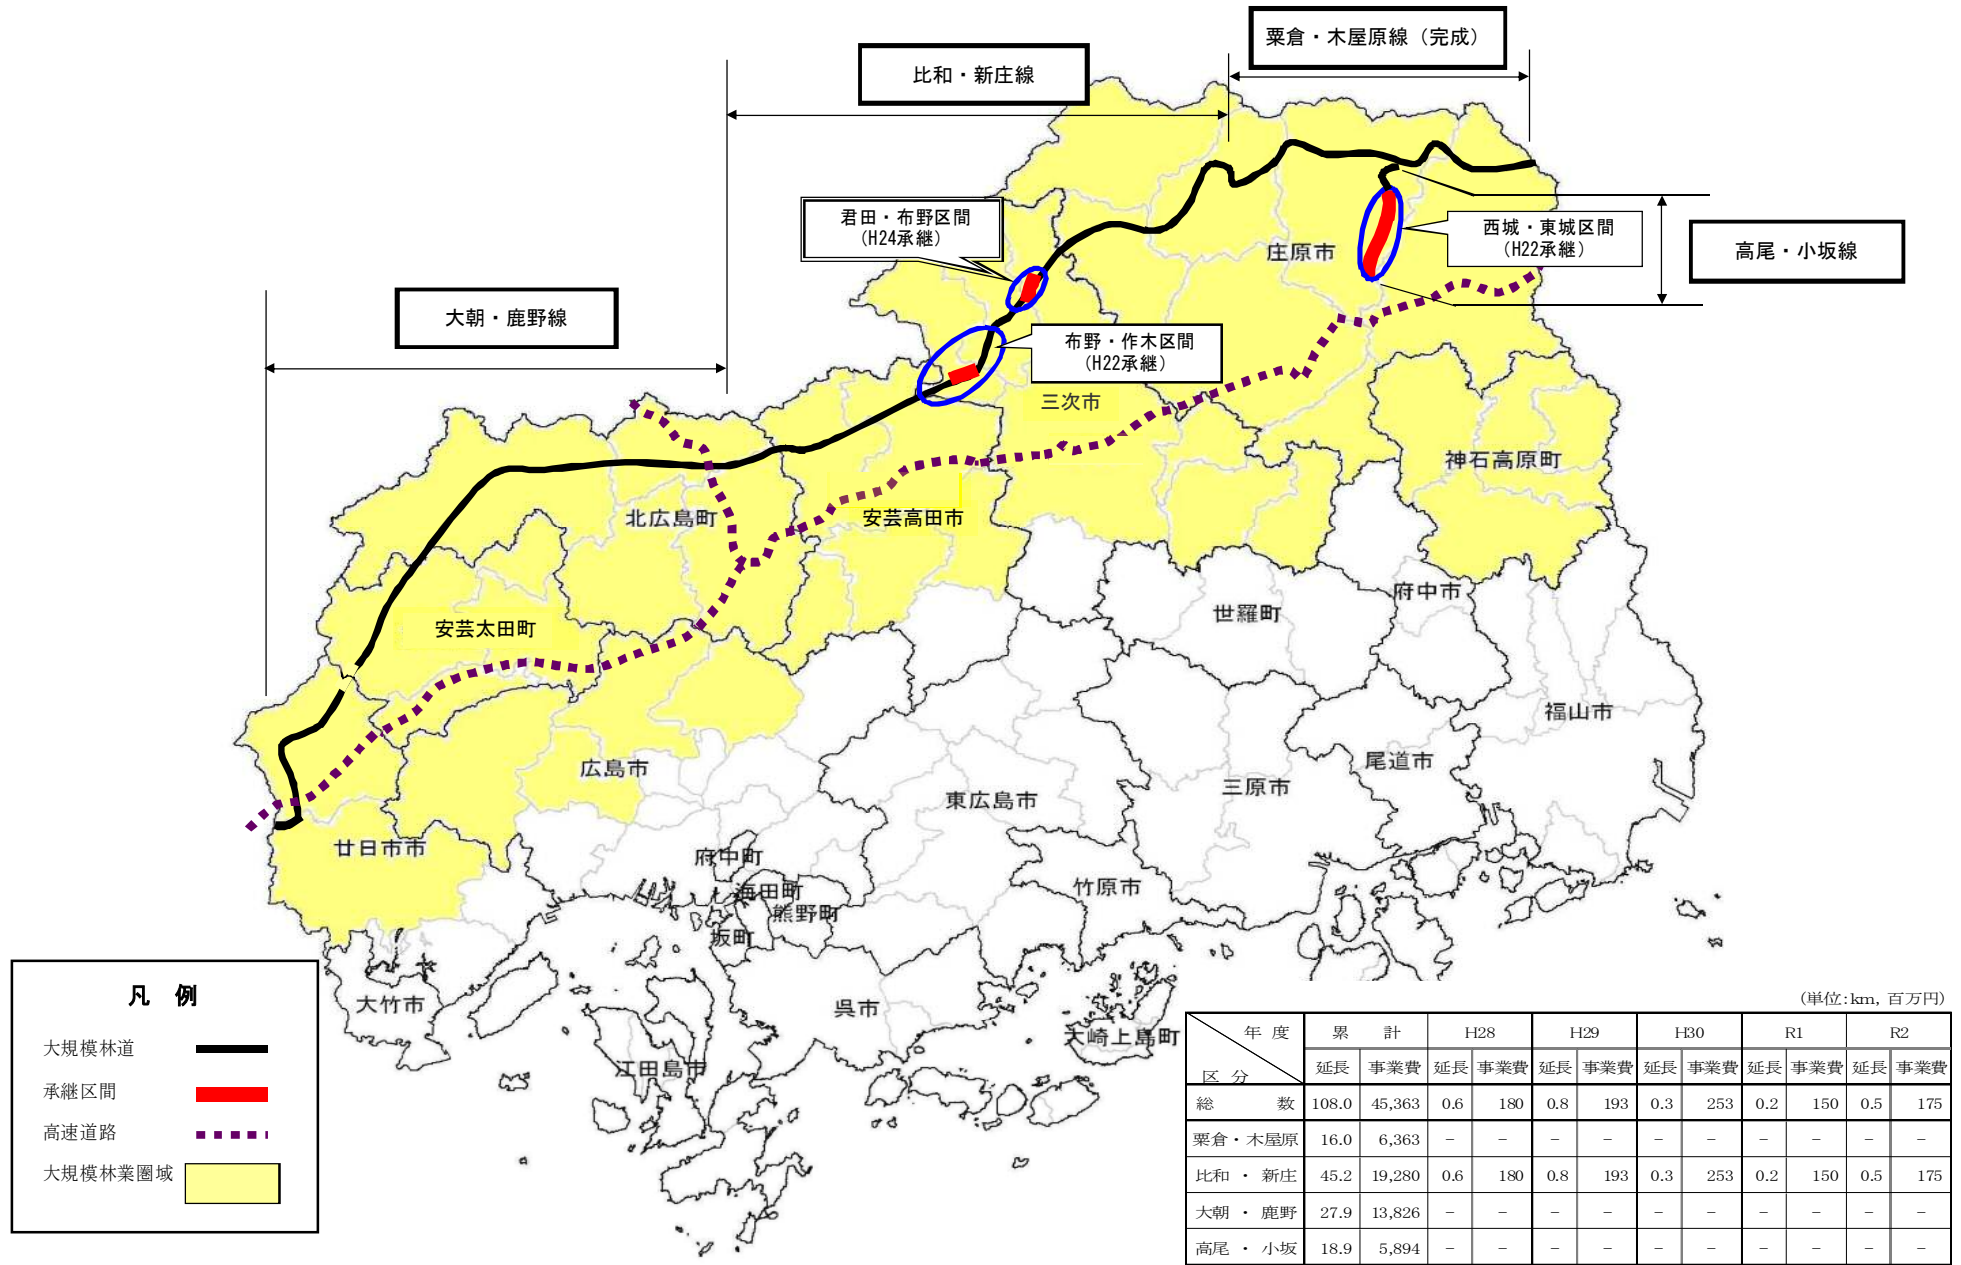 粟倉・木屋原線（完成）
比和・新庄線
君田・布野区間
（H24承継）
西城・東城区間
（H22承継）
高尾・小坂線
庄原市
大朝・鹿野線
布野・作木区間
（H22承継）
三次市
神石高原町
北広島町
安芸高田市
府中市
世羅町
安芸太田町
福山市
広島市
尾道市
三原市
東広島市
廿日市市
府中町
海田町
熊野町
竹原市
坂町
大竹市
呉市
大崎上島町
江田島市
凡 例
大規模林道
承継区間
高速道路
大規模林業圏域
（単位：km，百万円）
年 度 累 計 H28 H29 H30 R1 R2
区 分 延長 事業費 延長 事業費 延長 事業費 延長 事業費 延長 事業費 延長 事業費
総 数 108.0 45,363 0.6 180 0.8 193 0.3 253 0.2 150 0.5 175
粟倉・木屋原 16.0 6,363 － － － － － － － － － －
比和 ・ 新庄 45.2 19,280 0.6 180 0.8 193 0.3 253 0.2 150 0.5 175
大朝 ・ 鹿野 27.9 13,826 － － － － － － － － － －
高尾 ・ 小坂 18.9 5,894 － － － － － － － － － －